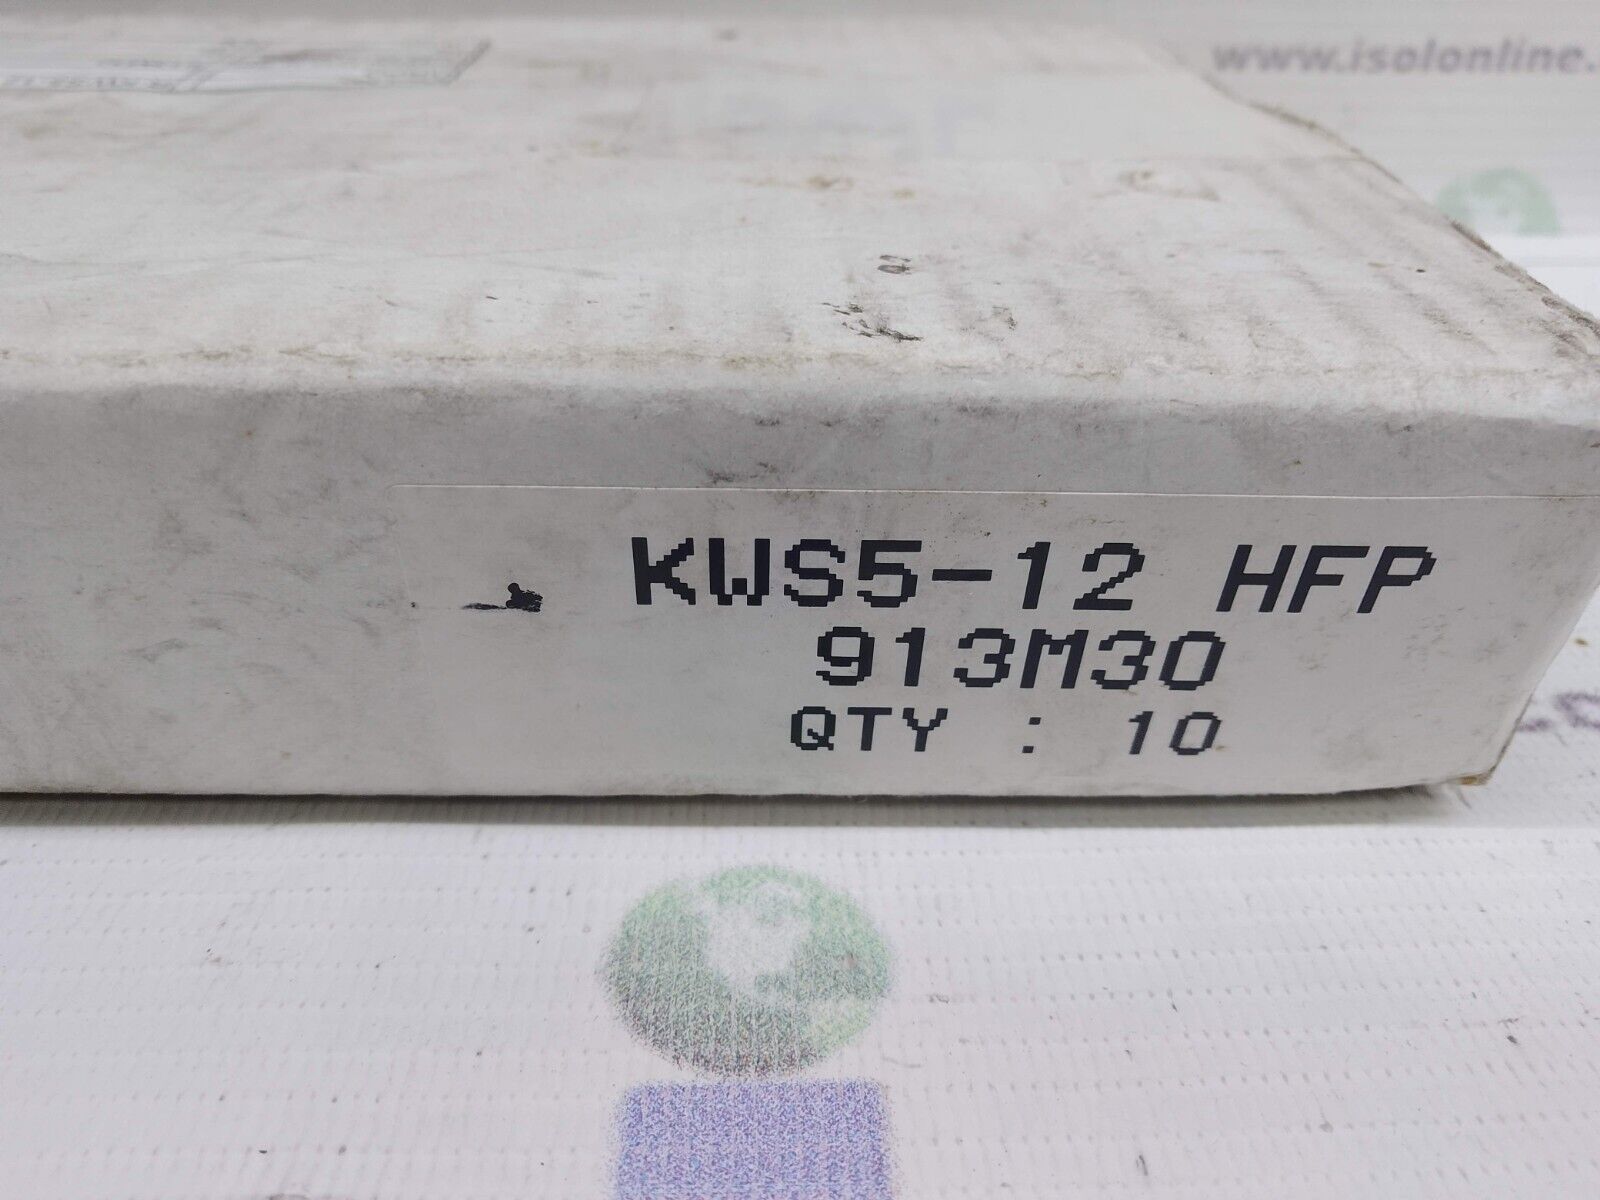 www.isolonline.
KWS5-12 HFP
913M30
QTY : 10